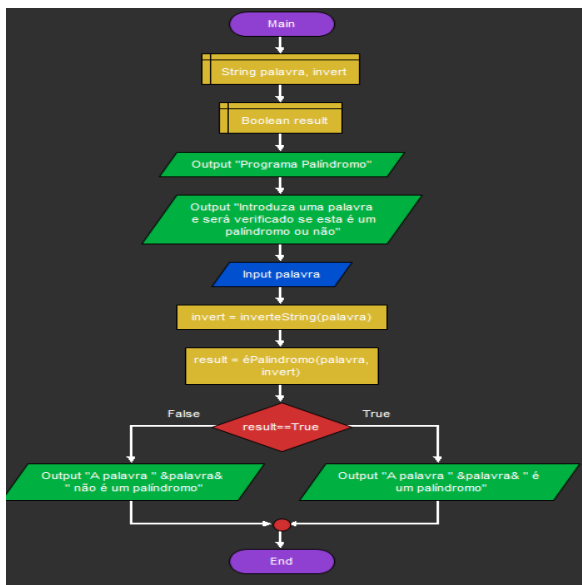 Main
String palavra, invert
Boolean result
Output "Programa Palíndromo"
Output "Introduza uma palavra
e será verificado se esta é um
palíndromo ou não"
Input palavra
invert = inverteString(palavra)
result = éPalindromo(palavra,
invert)
False
result==True
True
Output "A palavra " &palavra&
" não é um palíndromo"
Output "A palavra " &palavra& " é
um palíndromo"
End